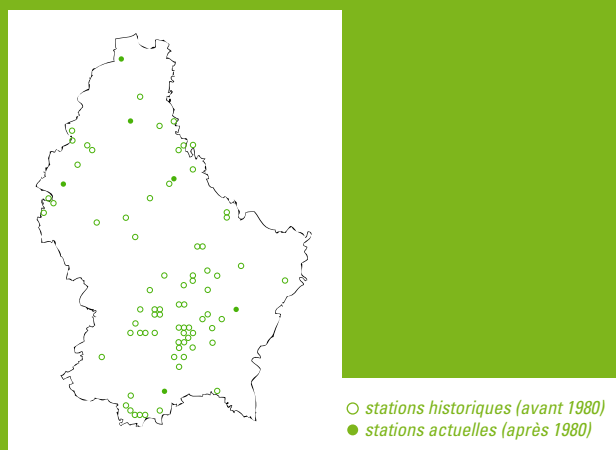 stations historiques (avant 1980)
stations actuelles (après 1980)